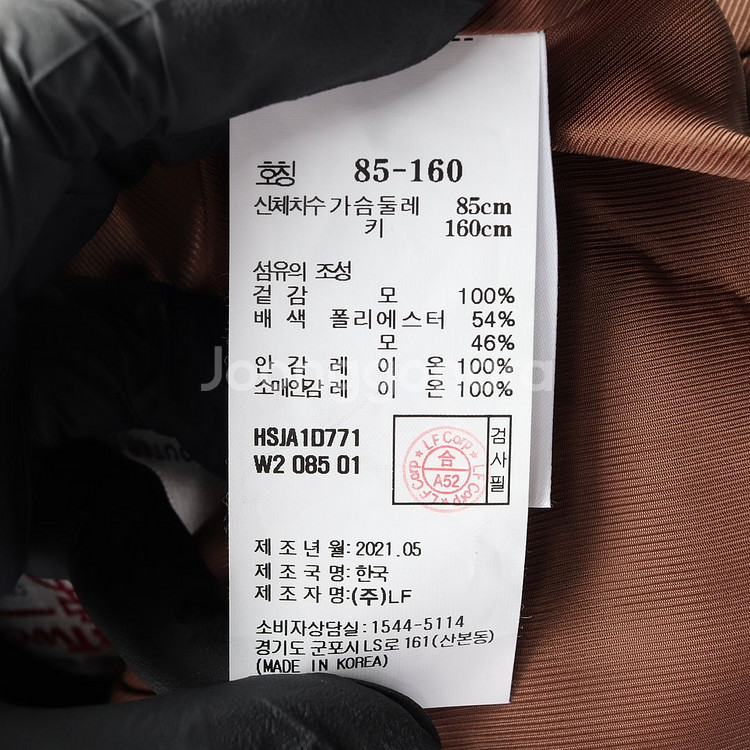 호칭 85-160
신체치수 가슴둘레 85cm
키 160cm
섬유의 조성
겉 감 모 100%
배 색 폴리에스터 54%
모 46%
안 감 레 이 온 100%
소매안감 레 이 온 100%
HSJA1D771
W2 085 01
LF Corp
合
A52
LF Corp
LF Corp
검사필
제 조 년 월: 2021.05
제 조 국 명: 한국
제 조 자 명:(주)LF
소비자상담실: 1544-5114
경기도 군포시 LS로 161(산본동)
(MADE IN KOREA)